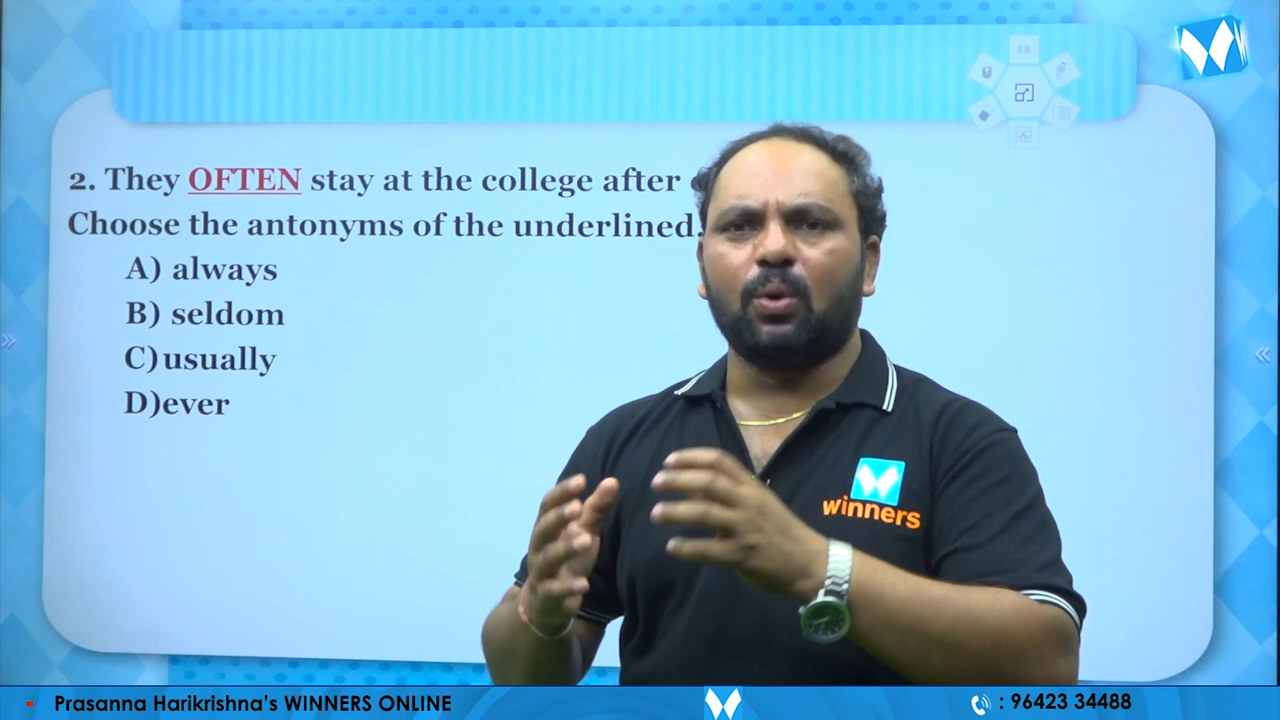 EB
2. They OFTEN stay at the college after
Choose the antonyms of the underlined.
A) always
B) seldom
C) usually
D) ever
winners
Prasanna Harikrishna's WINNERS ONLINE
: 96423 34488